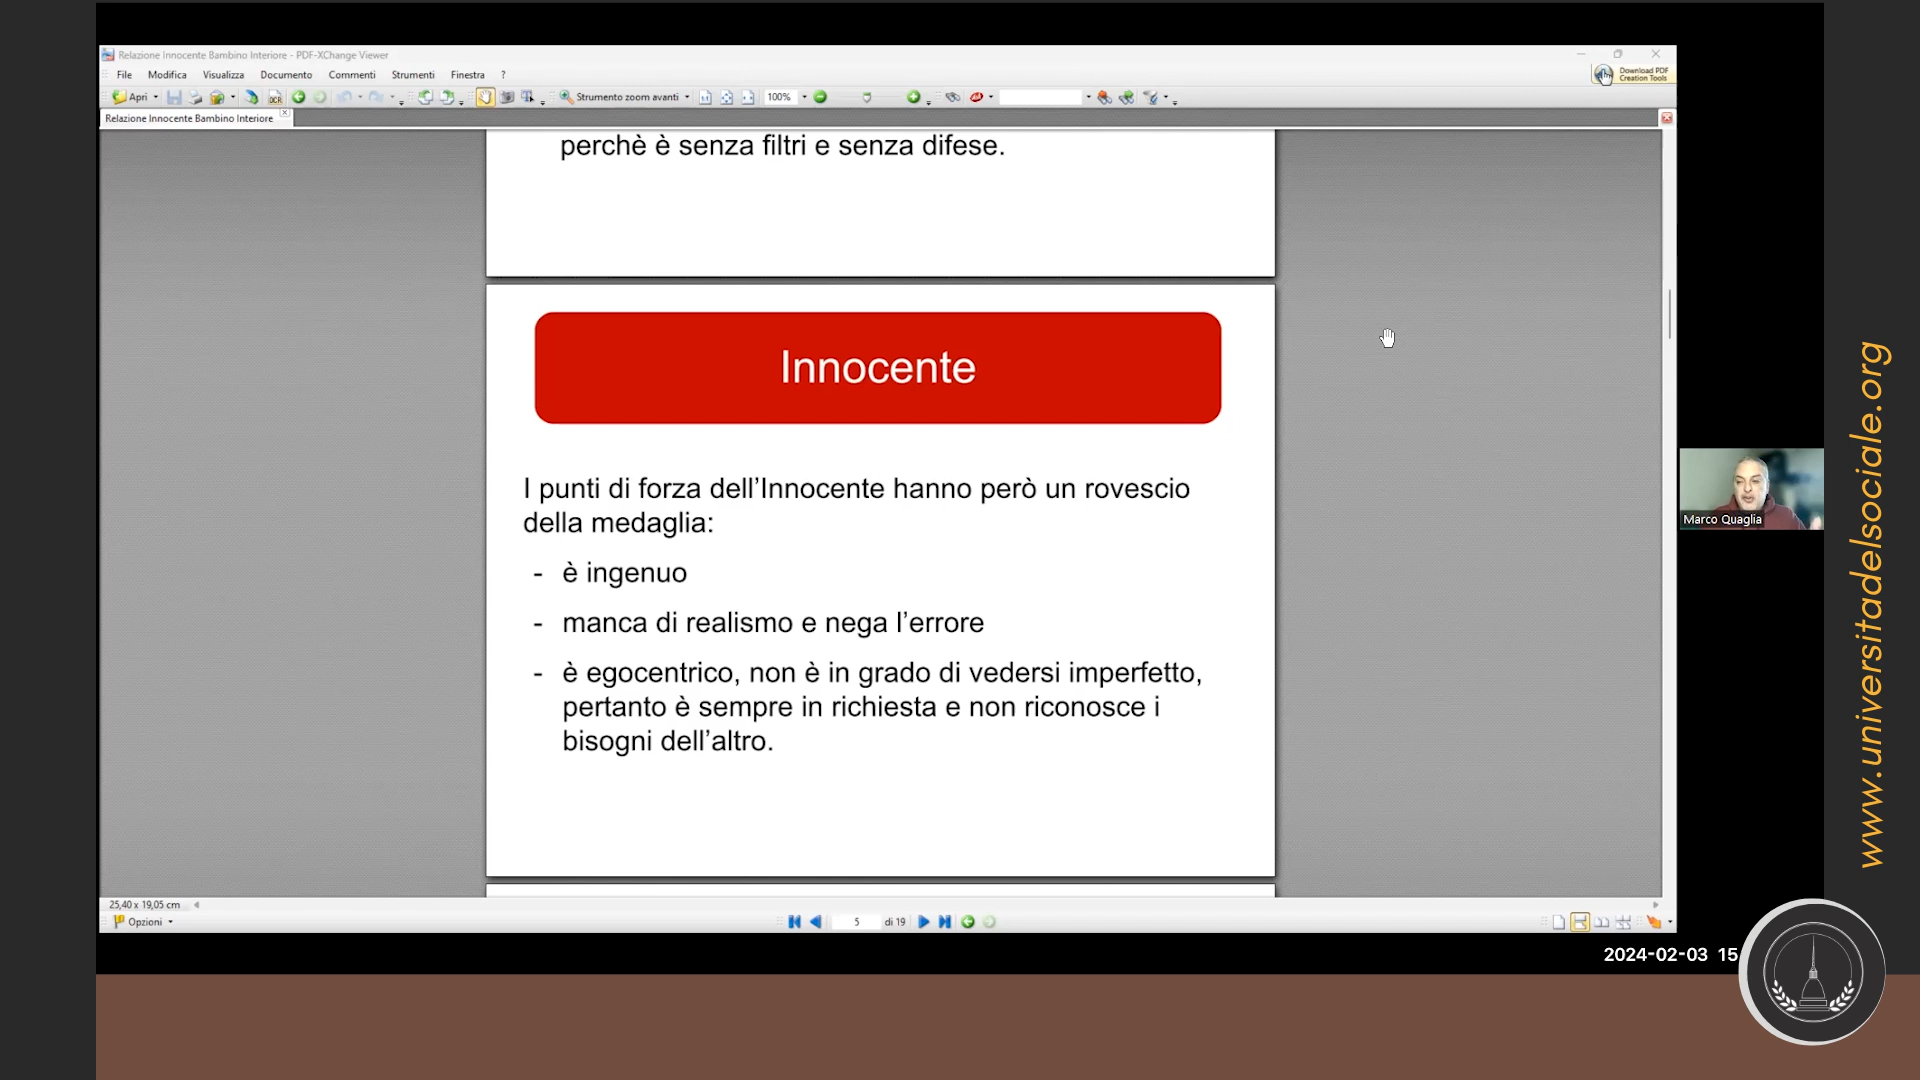 Relazione Innocente Bambino Interiore - PDF-XChange Viewer
File Modifica Visualizza Documento Commenti Strumenti Finestra ?
Download PDF
Creation Tools
Apri OCR Strumento zoom avanti 100%
Relazione Innocente Bambino Interiore
perchè è senza filtri e senza difese.
Innocente
I punti di forza dell’Innocente hanno però un rovescio
della medaglia:
- è ingenuo
- manca di realismo e nega l’errore
- è egocentrico, non è in grado di vedersi imperfetto,
pertanto è sempre in richiesta e non riconosce i
bisogni dell’altro.
Marco Quaglia
www.universitadelsociale.org
25,40 x 19,05 cm
Opzioni 5 di 19
2024-02-03 15